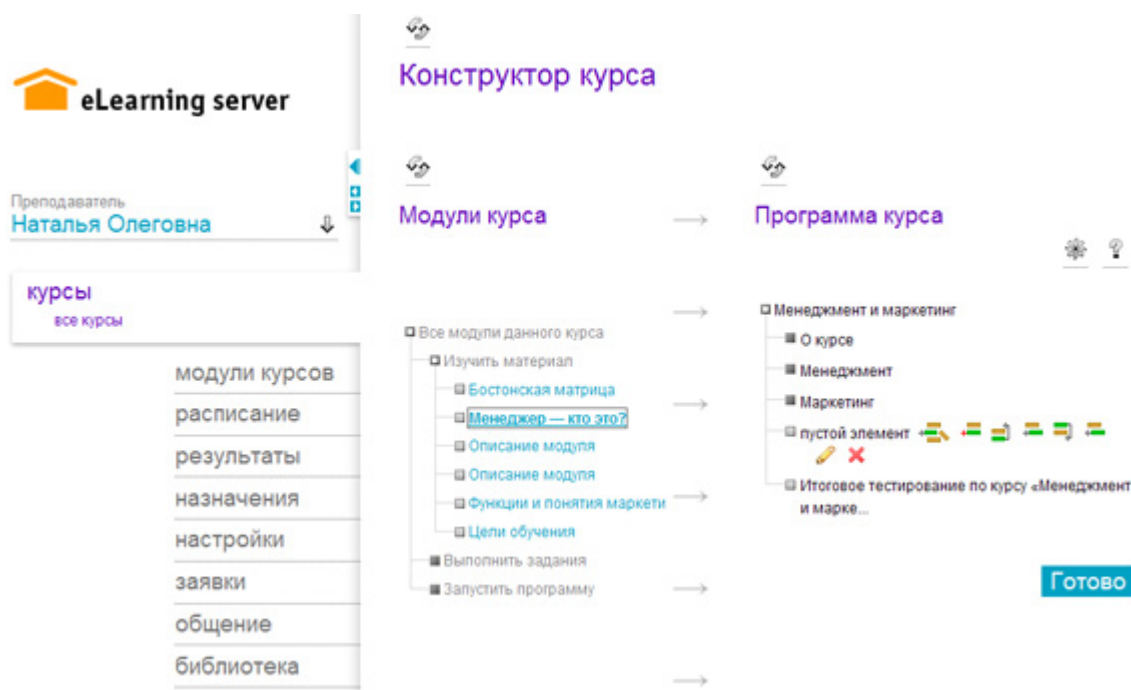 eLearning server
Преподаватель
Наталья Олеговна
курсы
все курсы
модули курсов
расписание
результаты
назначения
настройки
заявки
общение
библиотека
Конструктор курса
Модули курса
Все модули данного курса
Изучить материал
Бостонская матрица
Менеджер — кто это?
Описание модуля
Описание модуля
Функции и понятия маркети
Цели обучения
Выполнить задания
Запустить программу
Программа курса
Менеджмент и маркетинг
О курсе
Менеджмент
Маркетинг
пустой элемент
Итоговое тестирование по курсу «Менеджмент
и марке...
Готово